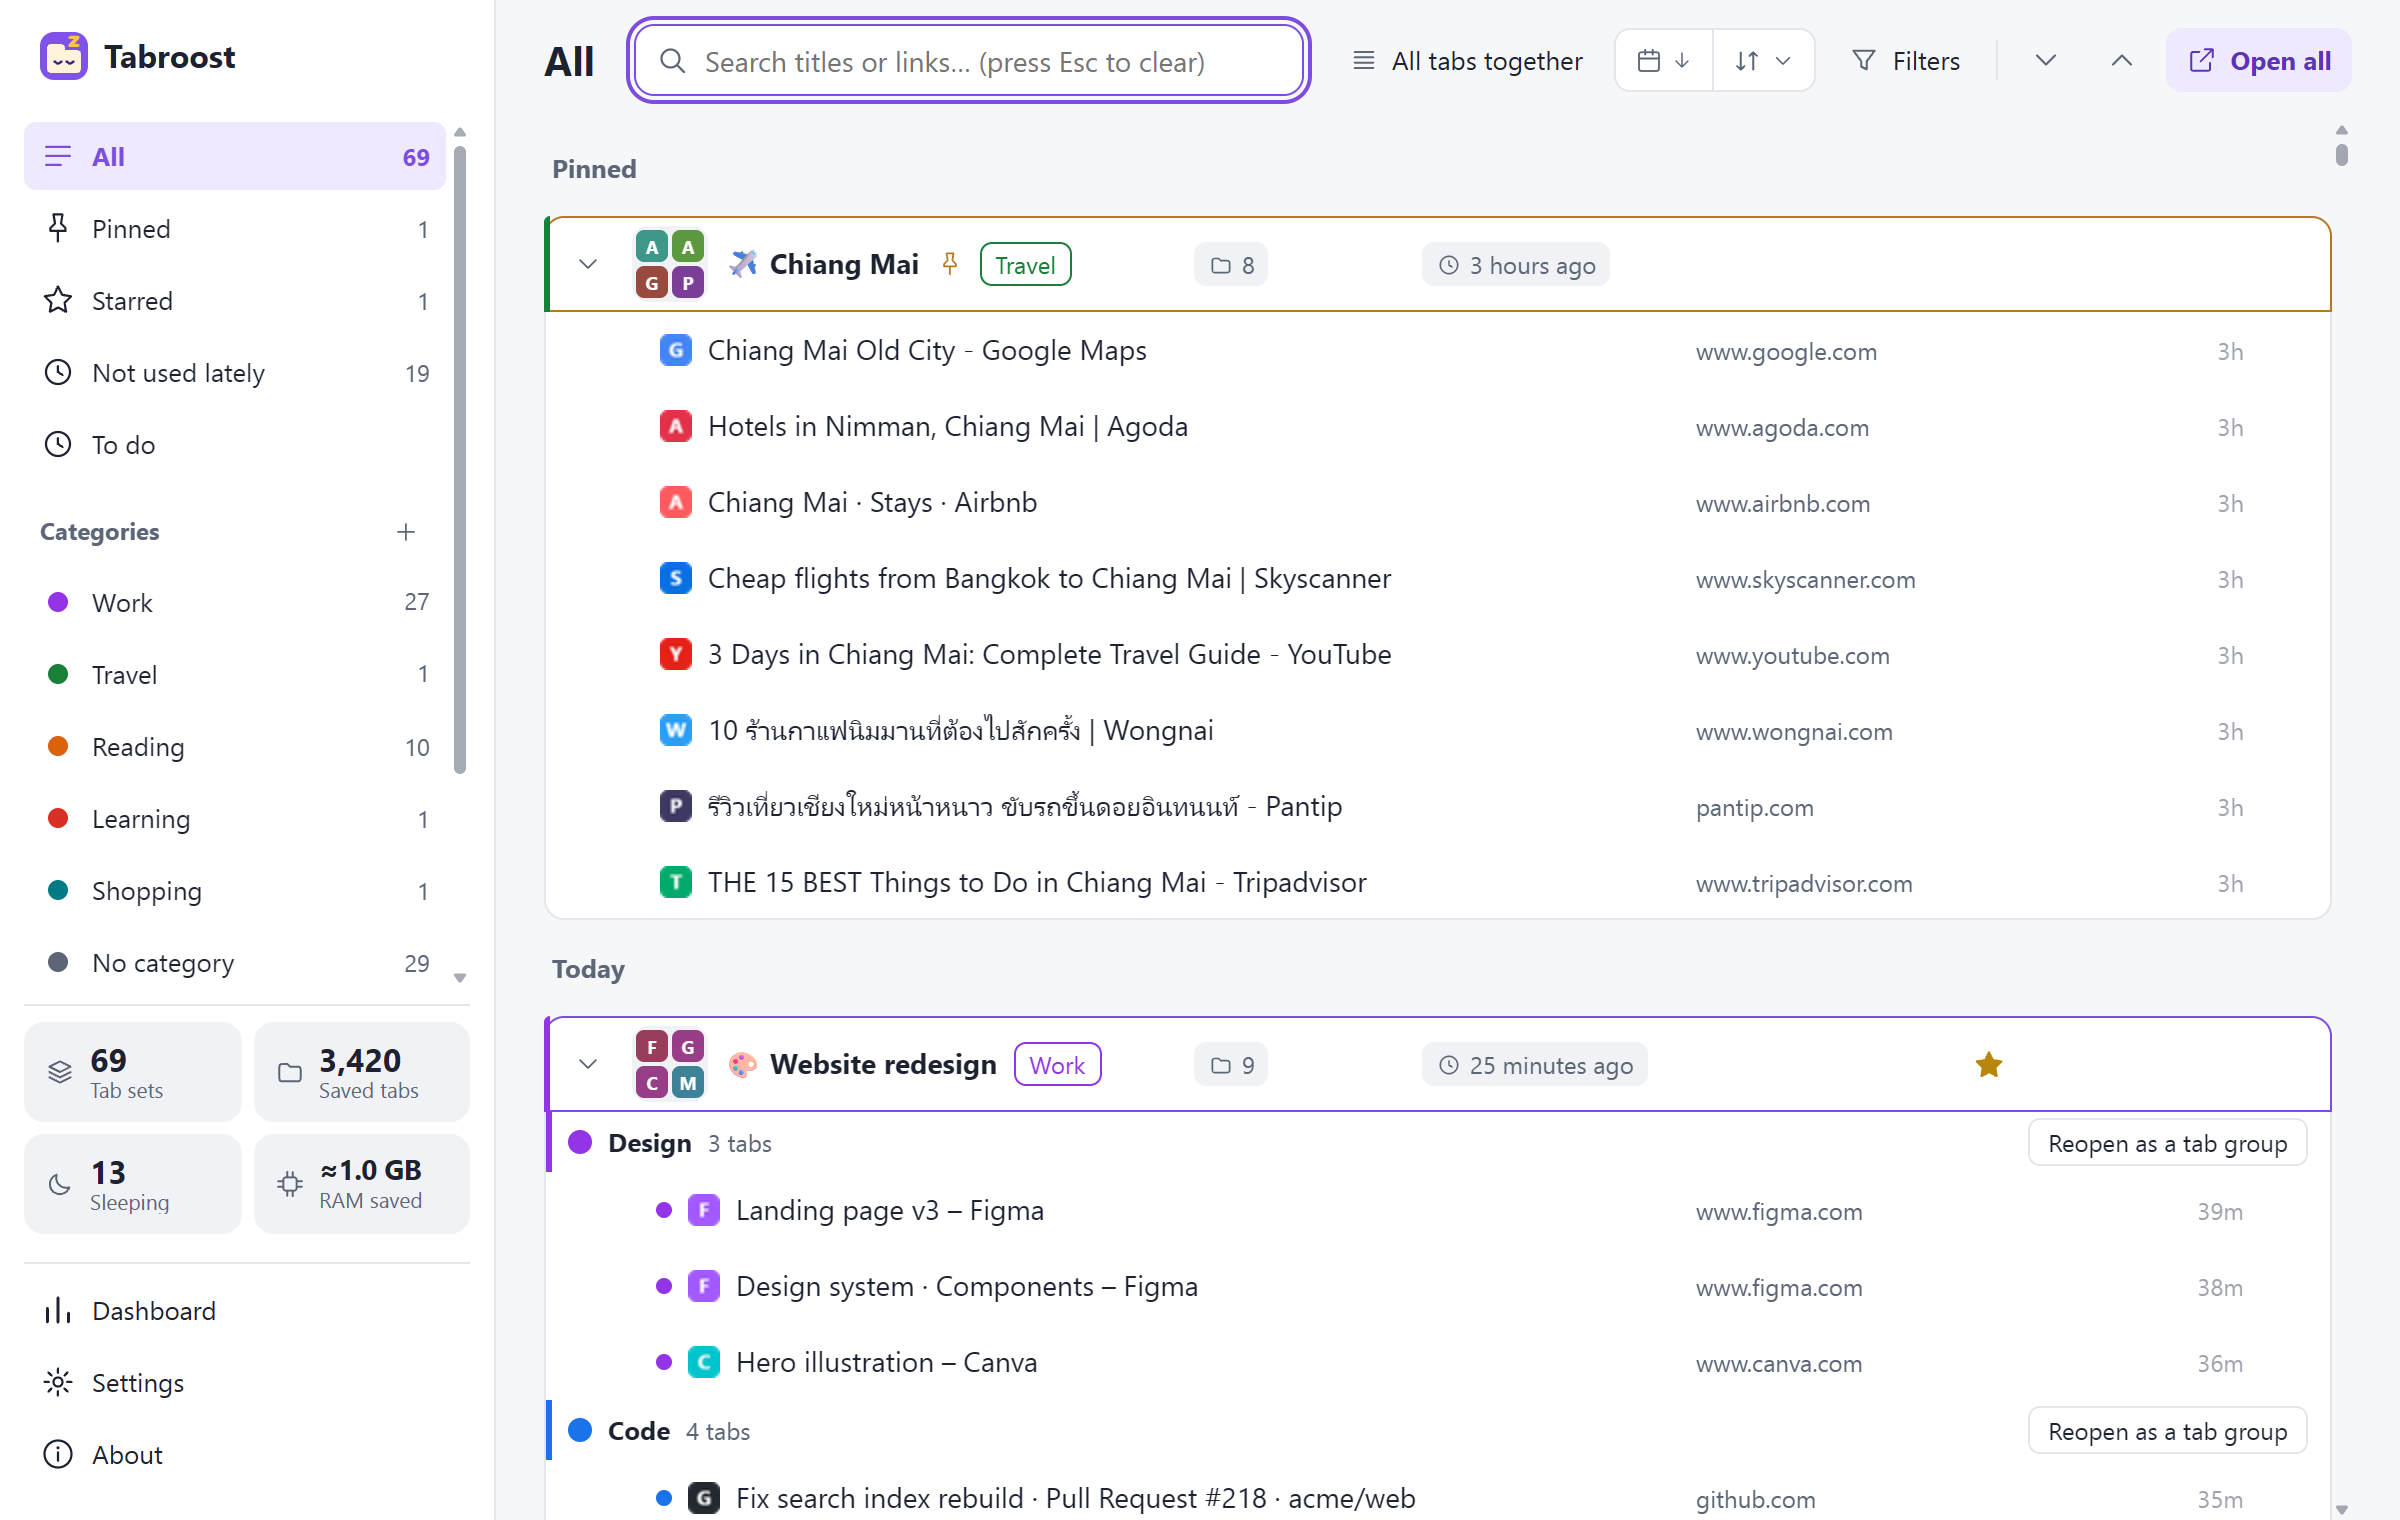 Tabroost
All 69
Pinned 1
Starred 1
Not used lately 19
To do
Categories
Work 27
Travel 1
Reading 10
Learning 1
Shopping 1
No category 29
69
Tab sets
3,420
Saved tabs
13
Sleeping
≈1.0 GB
RAM saved
Dashboard
Settings
About
All
Search titles or links... (press Esc to clear)
All tabs together
Filters
Open all
Pinned
A A G P
Chiang Mai Travel 8 3 hours ago
G Chiang Mai Old City - Google Maps www.google.com 3h
A Hotels in Nimman, Chiang Mai | Agoda www.agoda.com 3h
A Chiang Mai · Stays · Airbnb www.airbnb.com 3h
S Cheap flights from Bangkok to Chiang Mai | Skyscanner www.skyscanner.com 3h
Y 3 Days in Chiang Mai: Complete Travel Guide - YouTube www.youtube.com 3h
W 10 ร้านกาแฟนิมมานที่ต้องไปสักครั้ง | Wongnai www.wongnai.com 3h
P รีวิวเที่ยวเชียงใหม่หน้าหนาว ขับรถขึ้นดอยอินทนนท์ - Pantip pantip.com 3h
T THE 15 BEST Things to Do in Chiang Mai - Tripadvisor www.tripadvisor.com 3h
Today
F G C M
Website redesign Work 9 25 minutes ago
Design 3 tabs Reopen as a tab group
F Landing page v3 – Figma www.figma.com 39m
F Design system · Components – Figma www.figma.com 38m
C Hero illustration – Canva www.canva.com 36m
Code 4 tabs Reopen as a tab group
G Fix search index rebuild · Pull Request #218 · acme/web github.com 35m